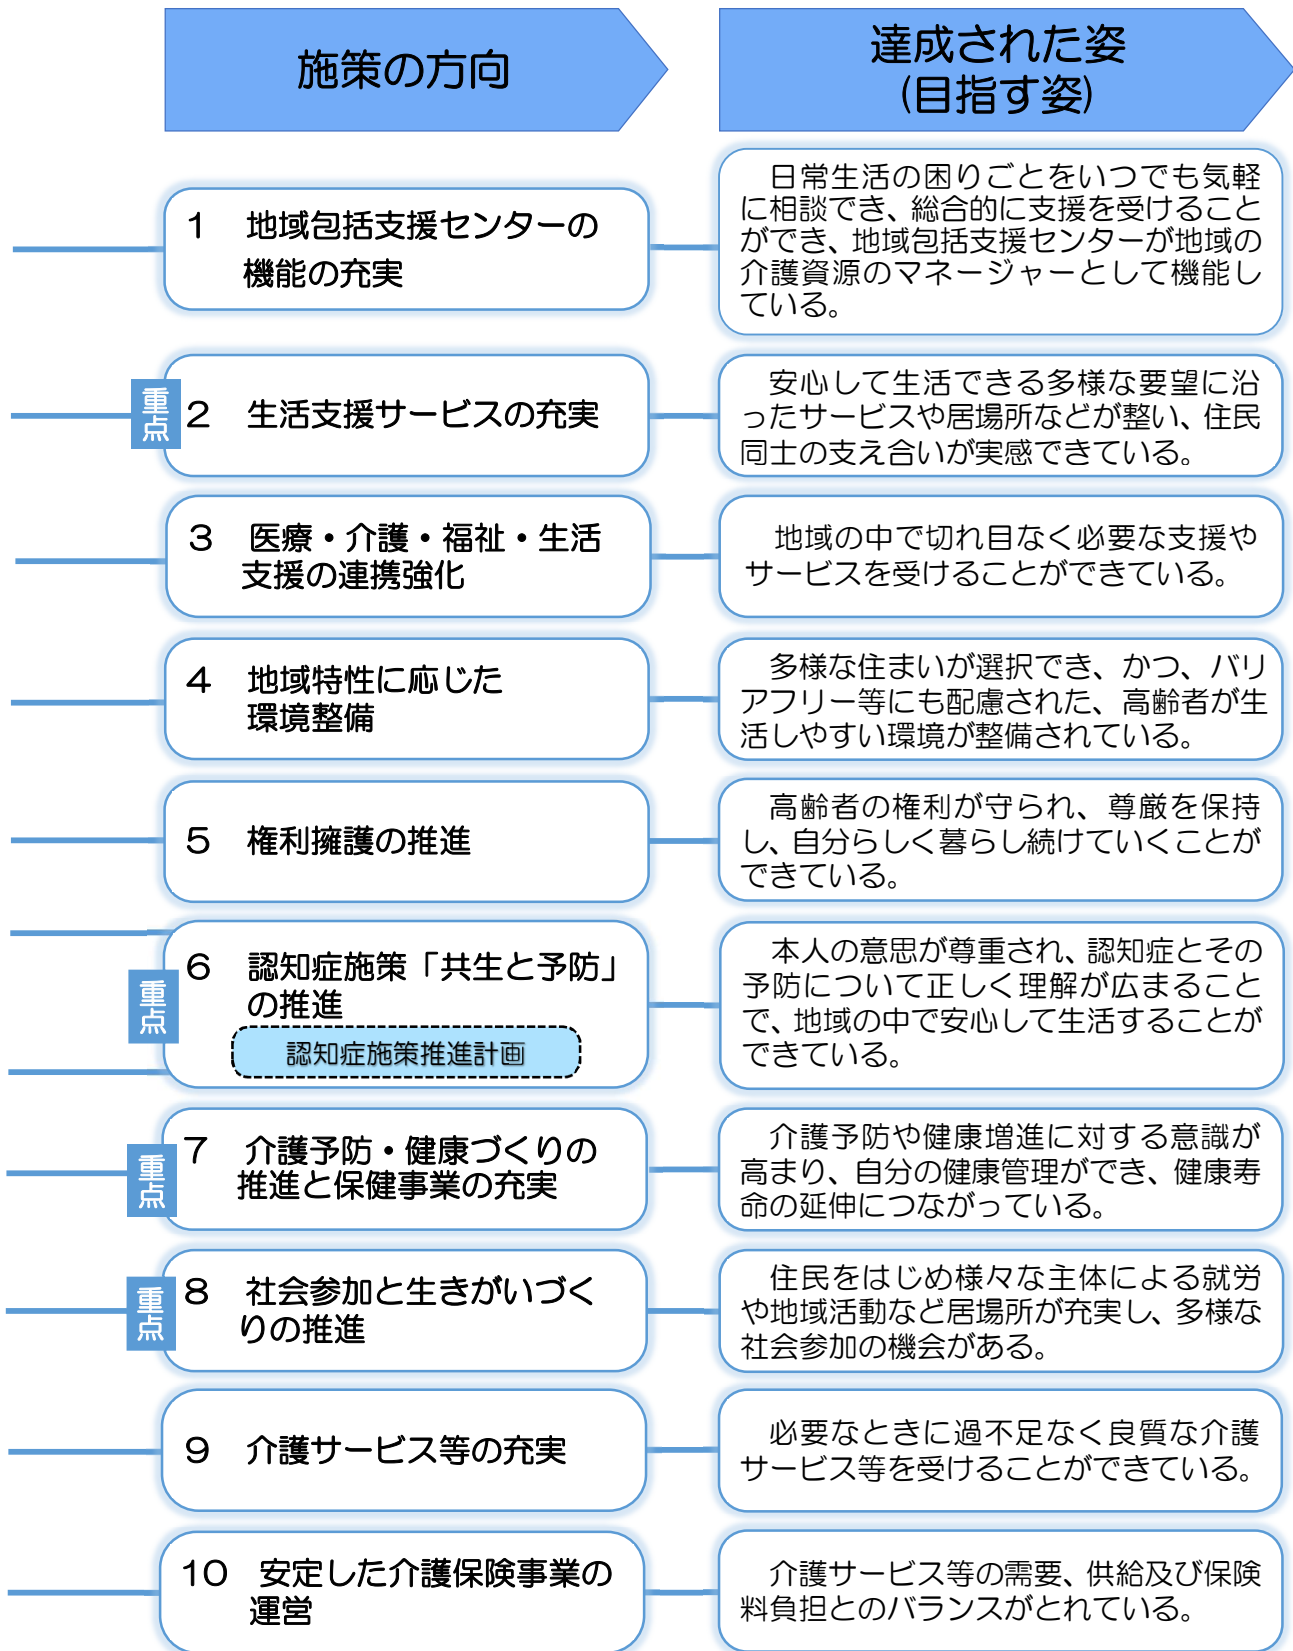 施策の方向
達成された姿
(目指す姿)
１　地域包括支援センターの
機能の充実
日常生活の困りごとをいつでも気軽
に相談でき、総合的に支援を受けること
ができ、地域包括支援センターが地域の
介護資源のマネージャーとして機能し
ている。
重点
２　生活支援サービスの充実
安心して生活できる多様な要望に沿
ったサービスや居場所などが整い、住民
同士の支え合いが実感できている。
３　医療・介護・福祉・生活
支援の連携強化
地域の中で切れ目なく必要な支援や
サービスを受けることができている。
４　地域特性に応じた
環境整備
多様な住まいが選択でき、かつ、バリ
アフリー等にも配慮された、高齢者が生
活しやすい環境が整備されている。
５　権利擁護の推進
高齢者の権利が守られ、尊厳を保持
し、自分らしく暮らし続けていくことが
できている。
重点
６　認知症施策「共生と予防」
の推進
認知症施策推進計画
本人の意思が尊重され、認知症とその
予防について正しく理解が広まること
で、地域の中で安心して生活することが
できている。
重点
７　介護予防・健康づくりの
推進と保健事業の充実
介護予防や健康増進に対する意識が
高まり、自分の健康管理ができ、健康寿
命の延伸につながっている。
重点
８　社会参加と生きがいづく
りの推進
住民をはじめ様々な主体による就労
や地域活動など居場所が充実し、多様な
社会参加の機会がある。
９　介護サービス等の充実
必要なときに過不足なく良質な介護
サービス等を受けることができている。
１０　安定した介護保険事業の
運営
介護サービス等の需要、供給及び保険
料負担とのバランスがとれている。